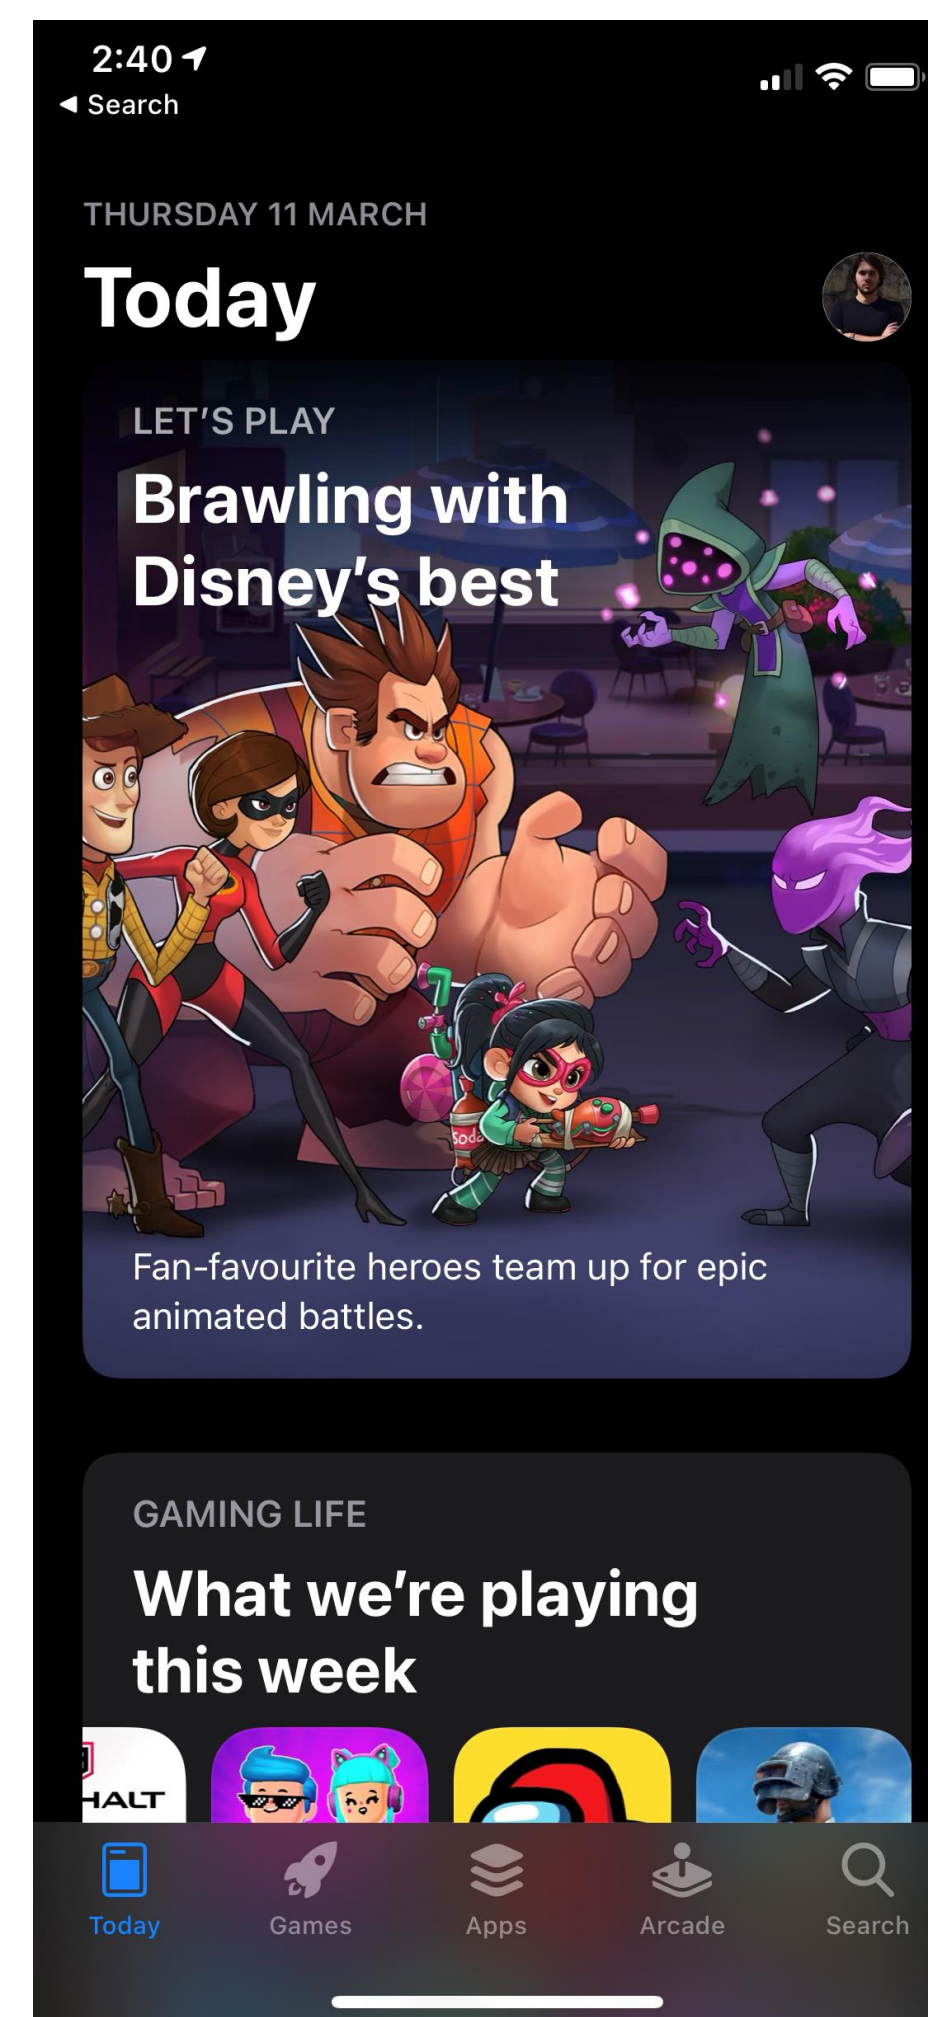 2:40
Search
THURSDAY 11 MARCH
Today
LET'S PLAY
Brawling with
Disney's best
Soda
Fan-favourite heroes team up for epic
animated battles.
GAMING LIFE
What we're playing
this week
HALT
Today
Games
Apps
Arcade
Search